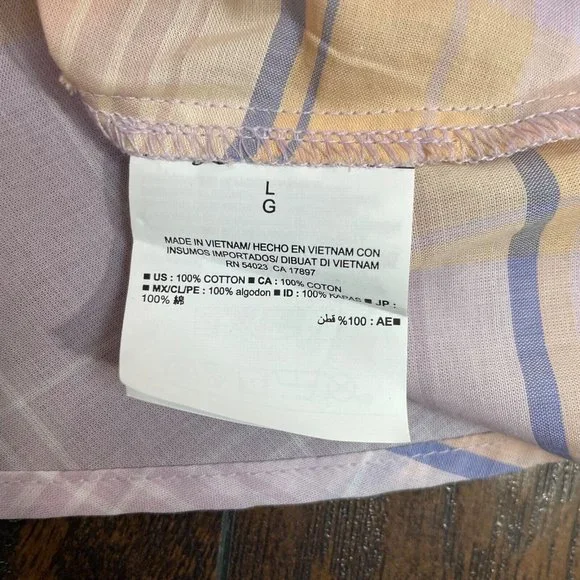 L
G
MADE IN VIETNAM/ HECHO EN VIETNAM CON
INSUMOS IMPORTADOS/ DIBUAT DI VIETNAM
RN 54023 CA 17897
■ US : 100% COTTON ■ CA : 100% COTON
■ MX/CL/PE : 100% algodon ■ ID : 100% KAPAS ■ JP :
100% 綿
■AE : 100% قطن